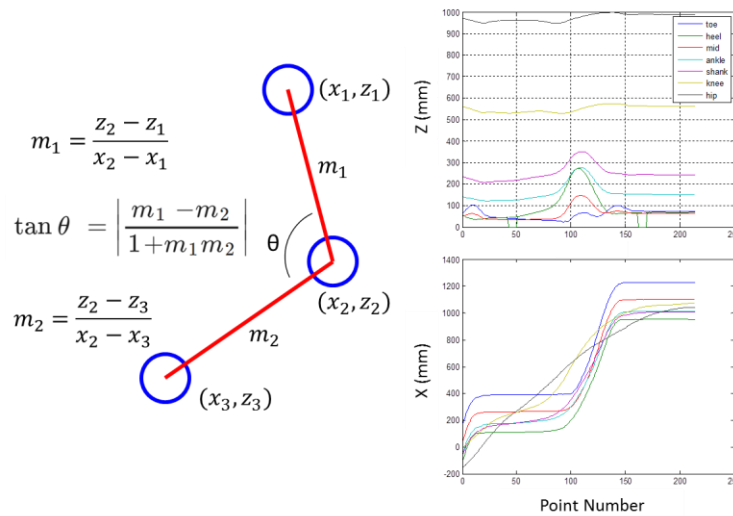 (x₁, z₁)
m₁ = (z₂ − z₁) / (x₂ − x₁)
m₁
tan θ = | (m₁ − m₂) / (1+m₁m₂) |
θ
(x₂, z₂)
m₂ = (z₂ − z₃) / (x₂ − x₃)
m₂
(x₃, z₃)
Z (mm)
1000
900
800
700
600
500
400
300
200
100
0
0
50
100
150
200
250
toe
heel
mid
ankle
shank
knee
hip
X (mm)
1400
1200
1000
800
600
400
200
0
-200
0
50
100
150
200
Point Number